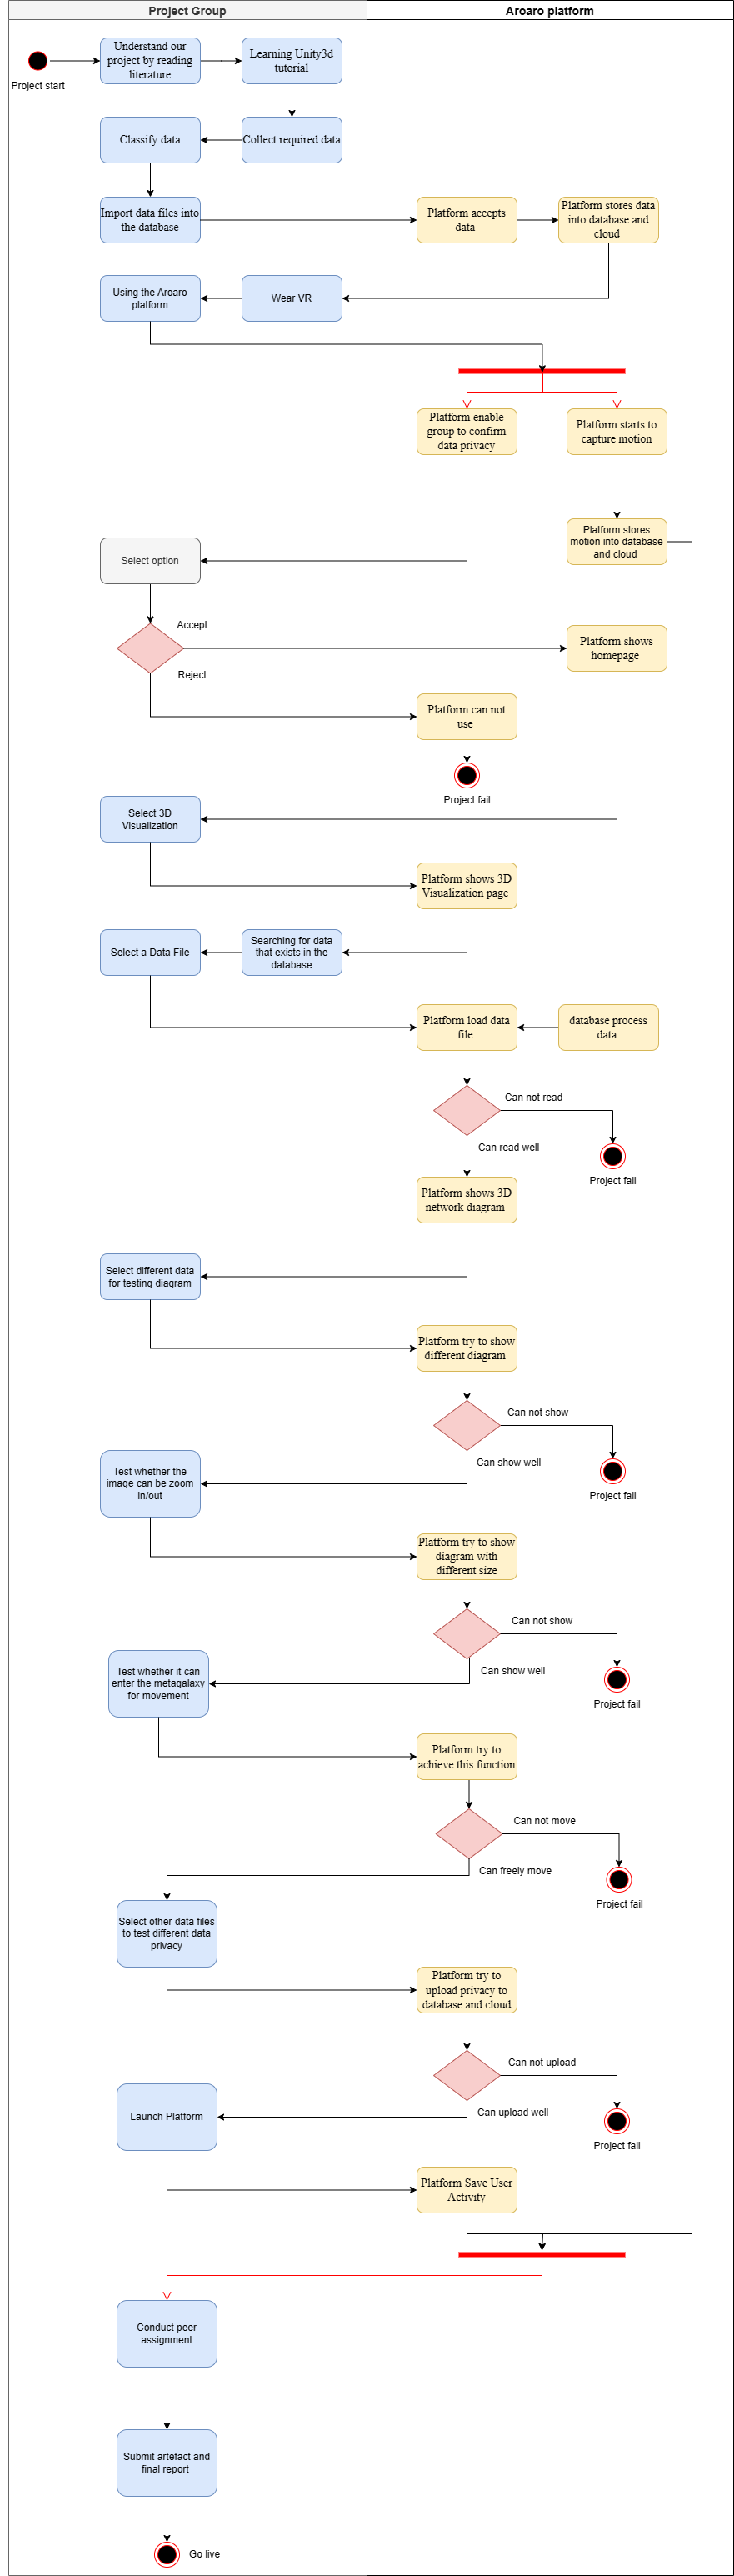 Project Group
Aroaro platform
Understand our
project by reading
literature
Learning Unity3d
tutorial
Project start
Classify data
Collect required data
Import data files into
the database
Platform accepts
data
Platform stores data
into database and
cloud
Using the Aroaro
platform
Wear VR
Platform enable
group to confirm
data privacy
Platform starts to
capture motion
Platform stores
motion into database
and cloud
Select option
Accept
Platform shows
homepage
Reject
Platform can not
use
Project fail
Select 3D
Visualization
Platform shows 3D
Visualization page
Select a Data File
Searching for data
that exists in the
database
Platform load data
file
database process
data
Can not read
Can read well
Project fail
Platform shows 3D
network diagram
Select different data
for testing diagram
Platform try to show
different diagram
Can not show
Can show well
Project fail
Test whether the
image can be zoom
in/out
Platform try to show
diagram with
different size
Can not show
Can show well
Project fail
Test whether it can
enter the metagalaxy
for movement
Platform try to
achieve this function
Can not move
Can freely move
Project fail
Select other data files
to test different data
privacy
Platform try to
upload privacy to
database and cloud
Can not upload
Can upload well
Project fail
Launch Platform
Platform Save User
Activity
Conduct peer
assignment
Submit artefact and
final report
Go live